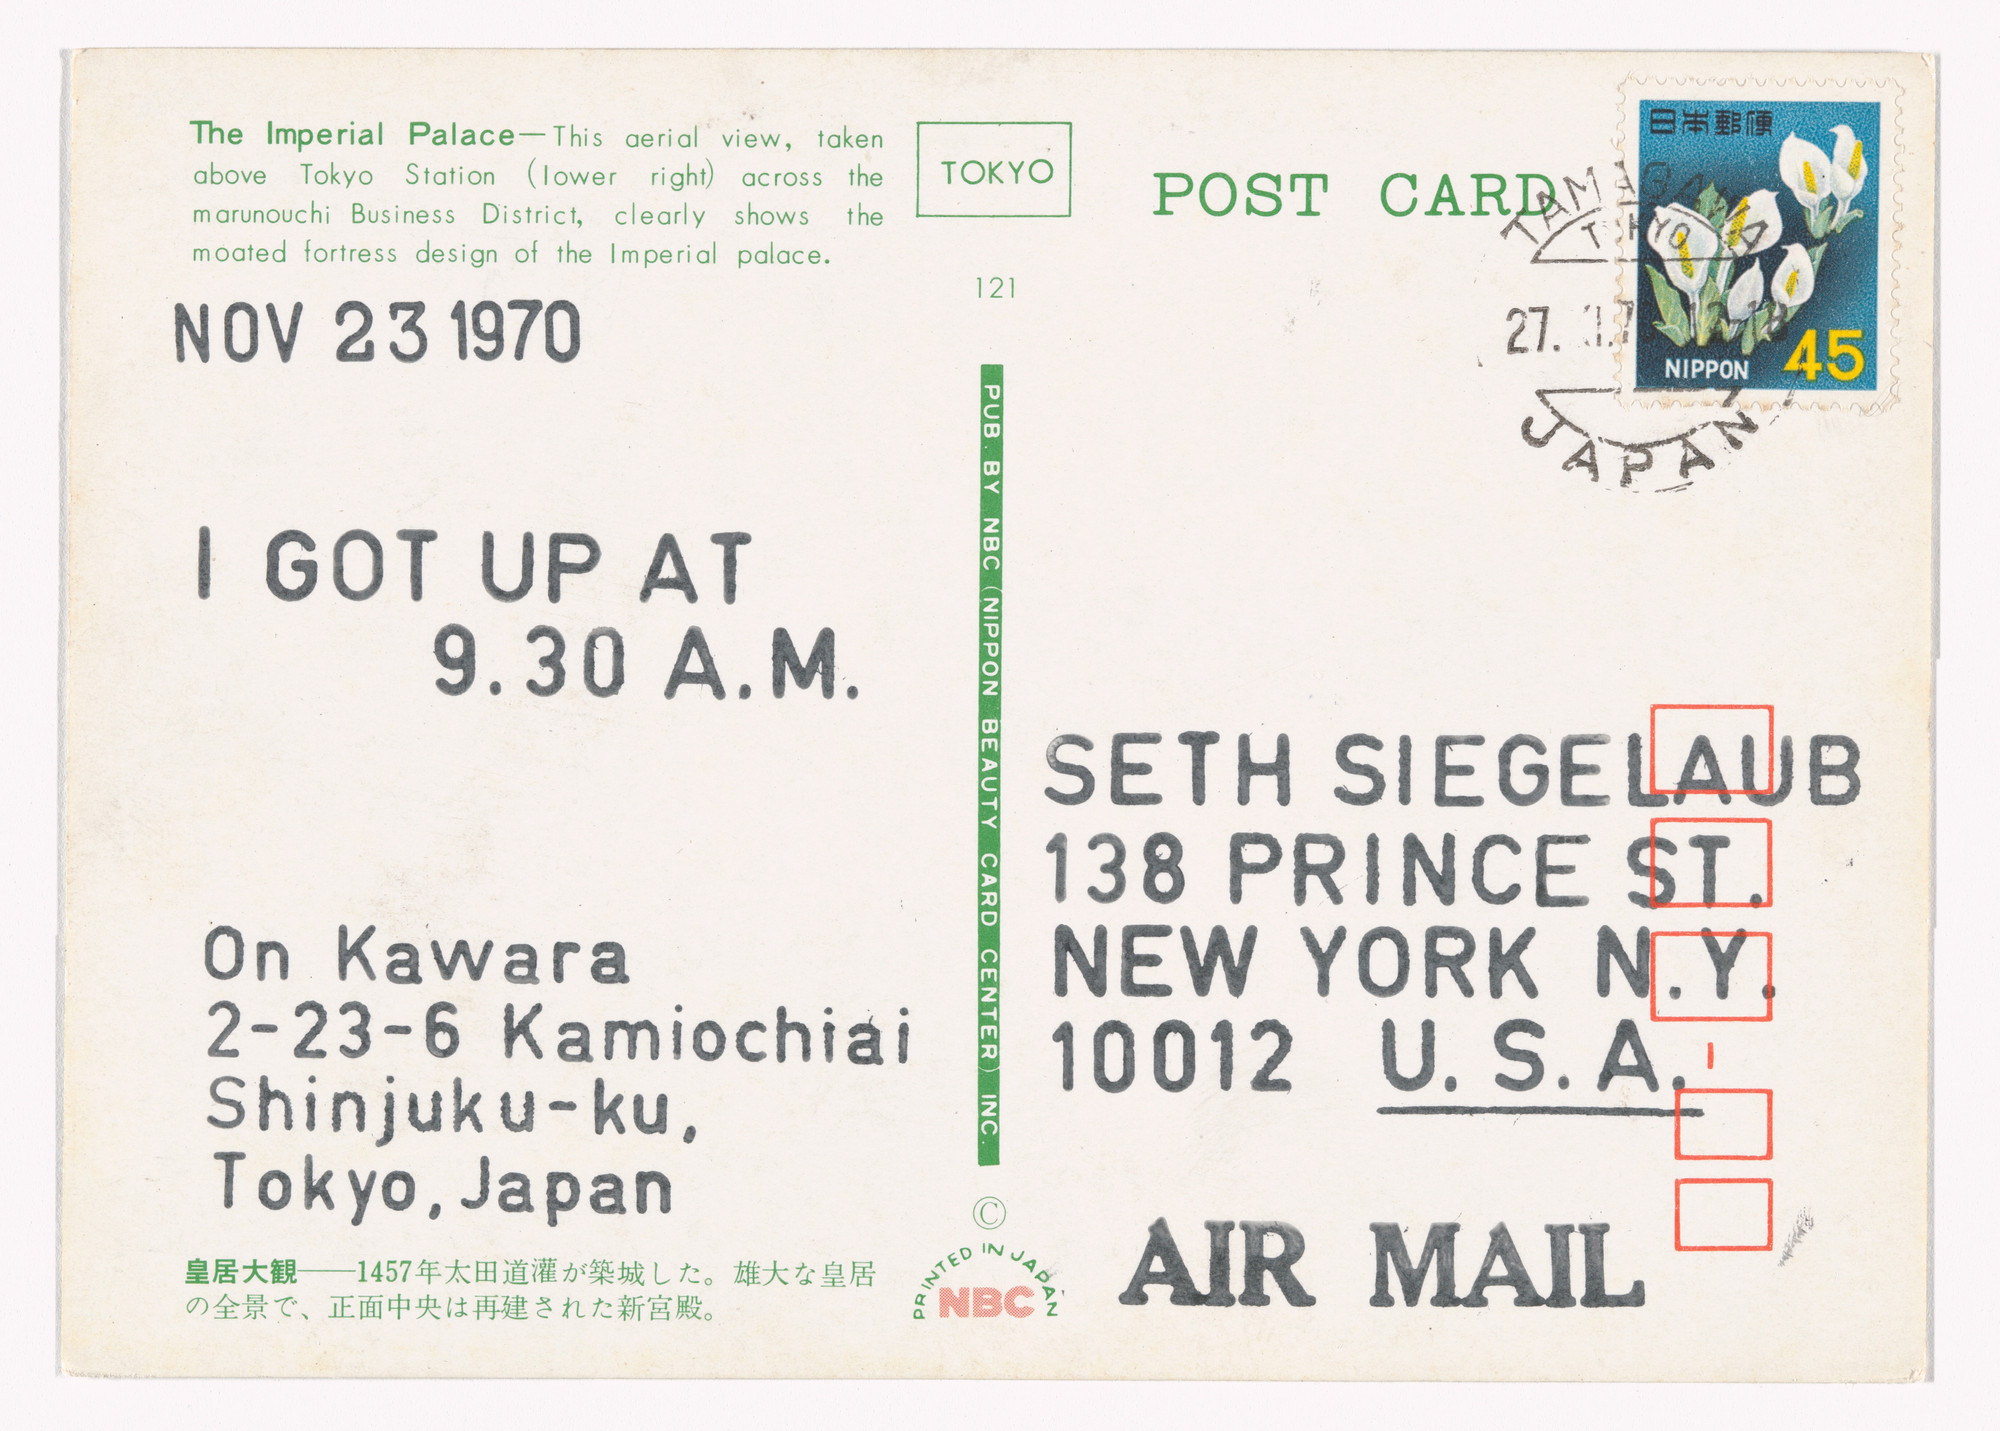 The Imperial Palace—This aerial view, taken
above Tokyo Station (lower right) across the
marunouchi Business District, clearly shows the
moated fortress design of the Imperial palace.
NOV 23 1970
I GOT UP AT
9.30 A.M.
On Kawara
2-23-6 Kamiochiai
Shinjuku-ku,
Tokyo, Japan
皇居大観——1457年太田道灌が築城した。雄大な皇居
の全景で、正面中央は再建された新宮殿。
TOKYO
121
PUB. BY NBC (NIPPON BEAUTY CARD CENTER) INC.
©
PRINTED IN JAPAN
NBC
POST CARD
日本郵便
NIPPON
45
TAMAGAWA
TOKYO
27.
JAPAN
SETH SIEGELAUB
138 PRINCE ST.
NEW YORK N.Y.
10012 U.S.A.
AIR MAIL